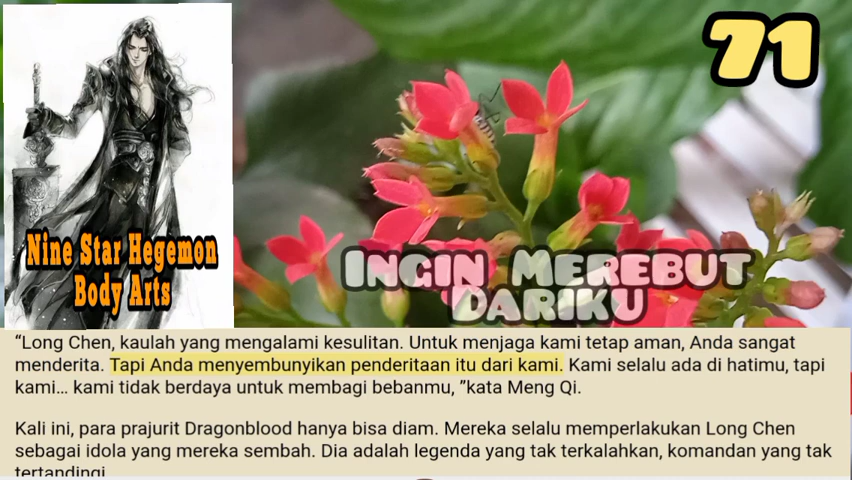 71
Nine Star Hegemon
Body Arts
INGIN MEREBUT
DARIKU
“Long Chen, kaulah yang mengalami kesulitan. Untuk menjaga kami tetap aman, Anda sangat
menderita. Tapi Anda menyembunyikan penderitaan itu dari kami. Kami selalu ada di hatimu, tapi
kami… kami tidak berdaya untuk membagi bebanmu, ”kata Meng Qi.
Kali ini, para prajurit Dragonblood hanya bisa diam. Mereka selalu memperlakukan Long Chen
sebagai idola yang mereka sembah. Dia adalah legenda yang tak terkalahkan, komandan yang tak
tertandingi